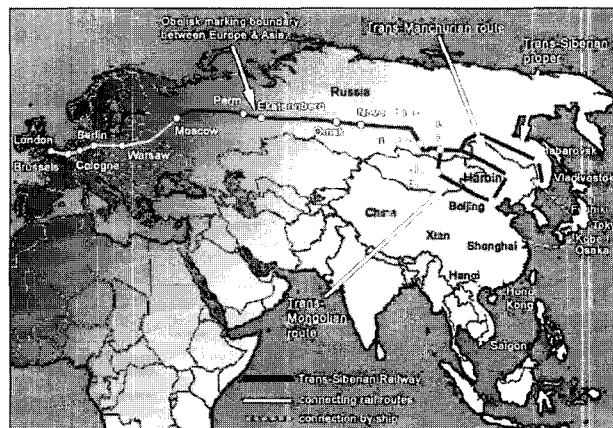 Obelisk marking boundary
between Europe & Asia
Trans-Manchurian route
Trans-Siberian
proper
Russia
Perm
Ekaterinberg
Omsk
Moscow
London
Berlin
Brussels
Cologne
Warsaw
Khabarovsk
Harbin
Vladivostok
China
Beijing
Xian
Shanghai
Kobe
Osaka
Hanoi
Hong
Kong
Saigon
Trans-
Mongolian
route
Trans-Siberian Railway
connecting rail routes
connection by ship